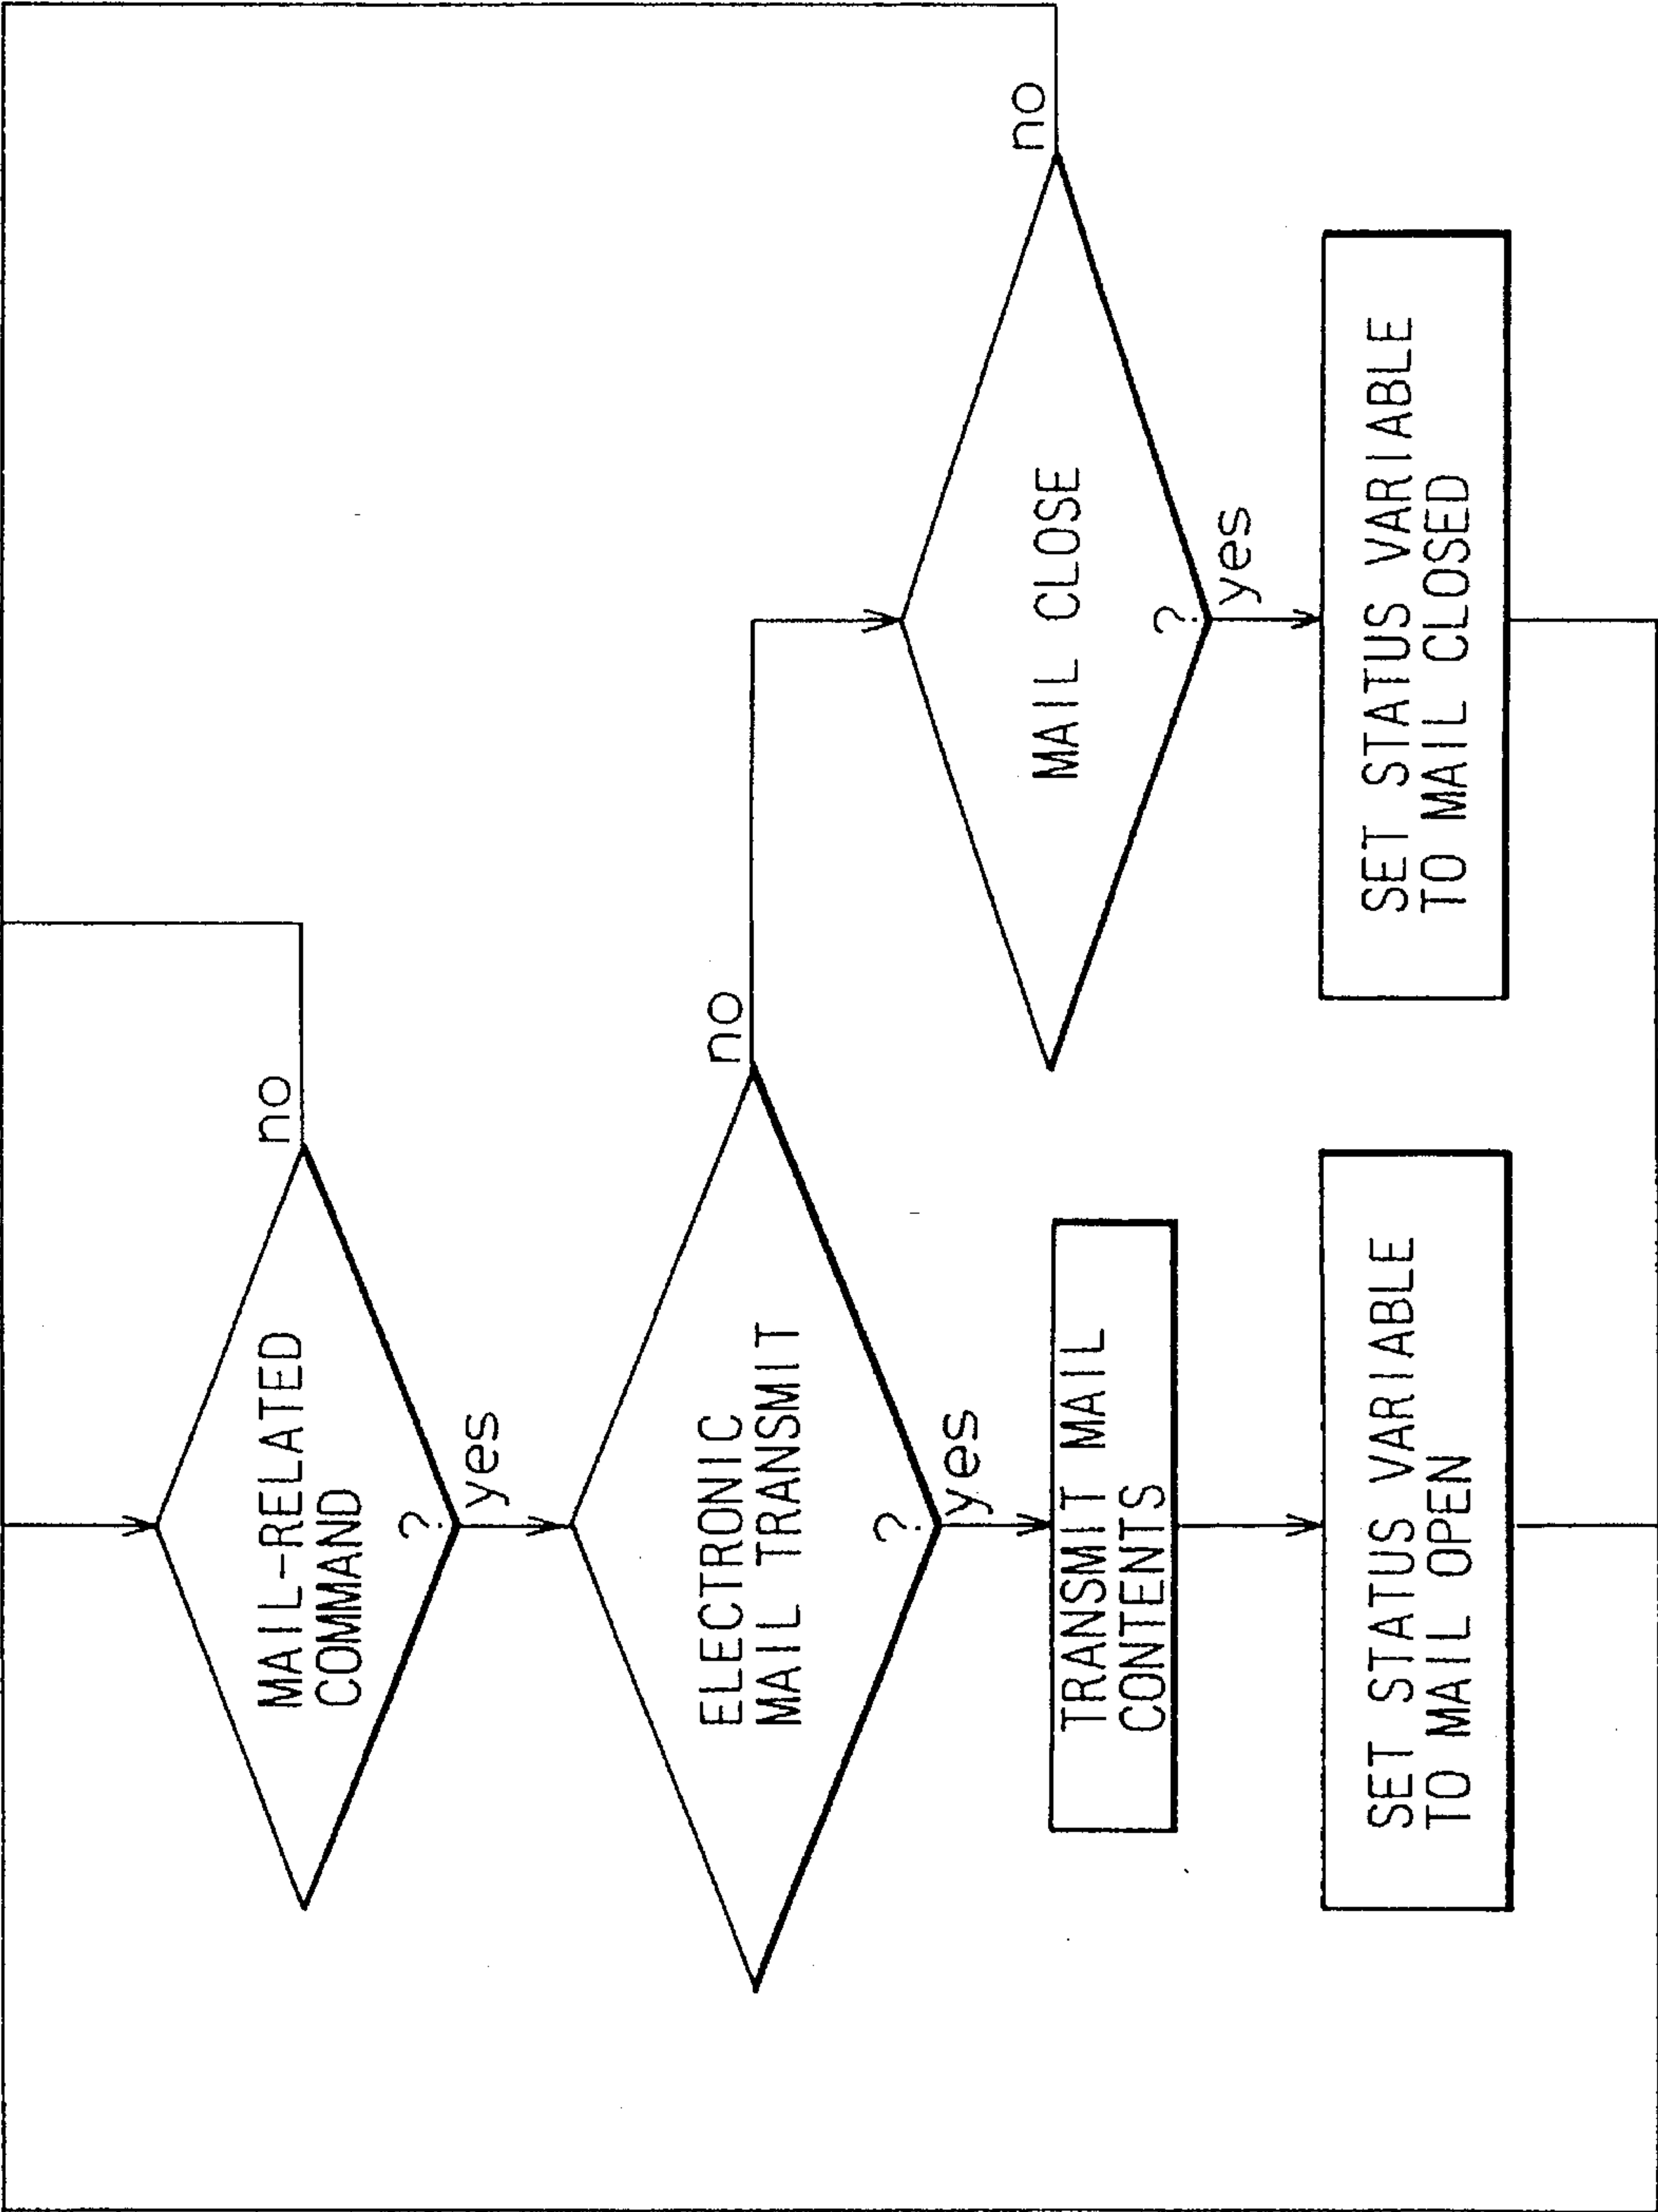 MAIL-RELATED
COMMAND
?
no
yes
ELECTRONIC
MAIL TRANSMIT
?
no
yes
TRANSMIT MAIL
CONTENTS
SET STATUS VARIABLE
TO MAIL OPEN
MAIL CLOSE
?
no
yes
SET STATUS VARIABLE
TO MAIL CLOSED